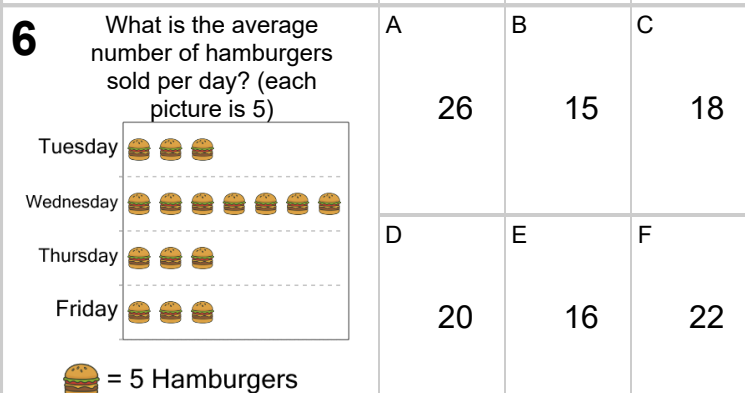 6
What is the average
number of hamburgers
sold per day? (each
picture is 5)
Tuesday
Wednesday
Thursday
Friday
= 5 Hamburgers
A
26
B
15
C
18
D
20
E
16
F
22